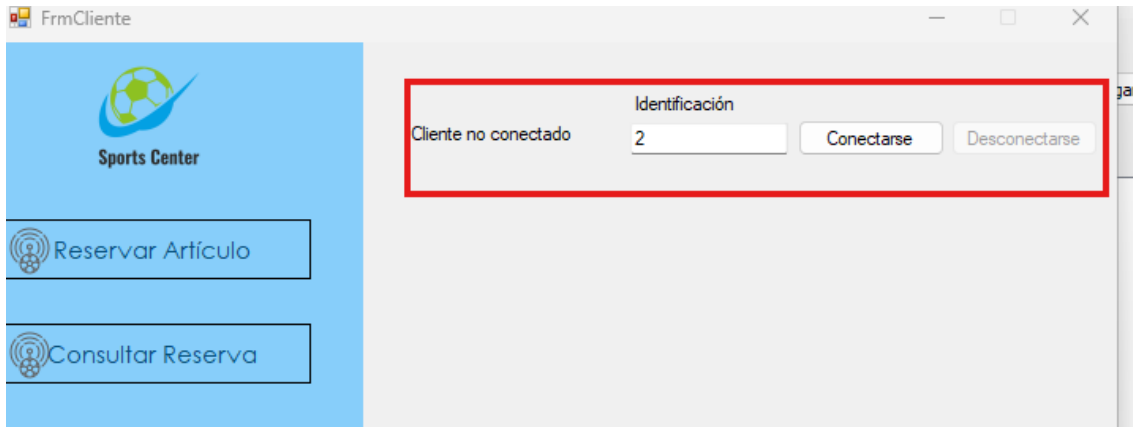 FrmCliente
Sports Center
Reservar Artículo
Consultar Reserva
Identificación
Cliente no conectado 2 Conectarse Desconectarse